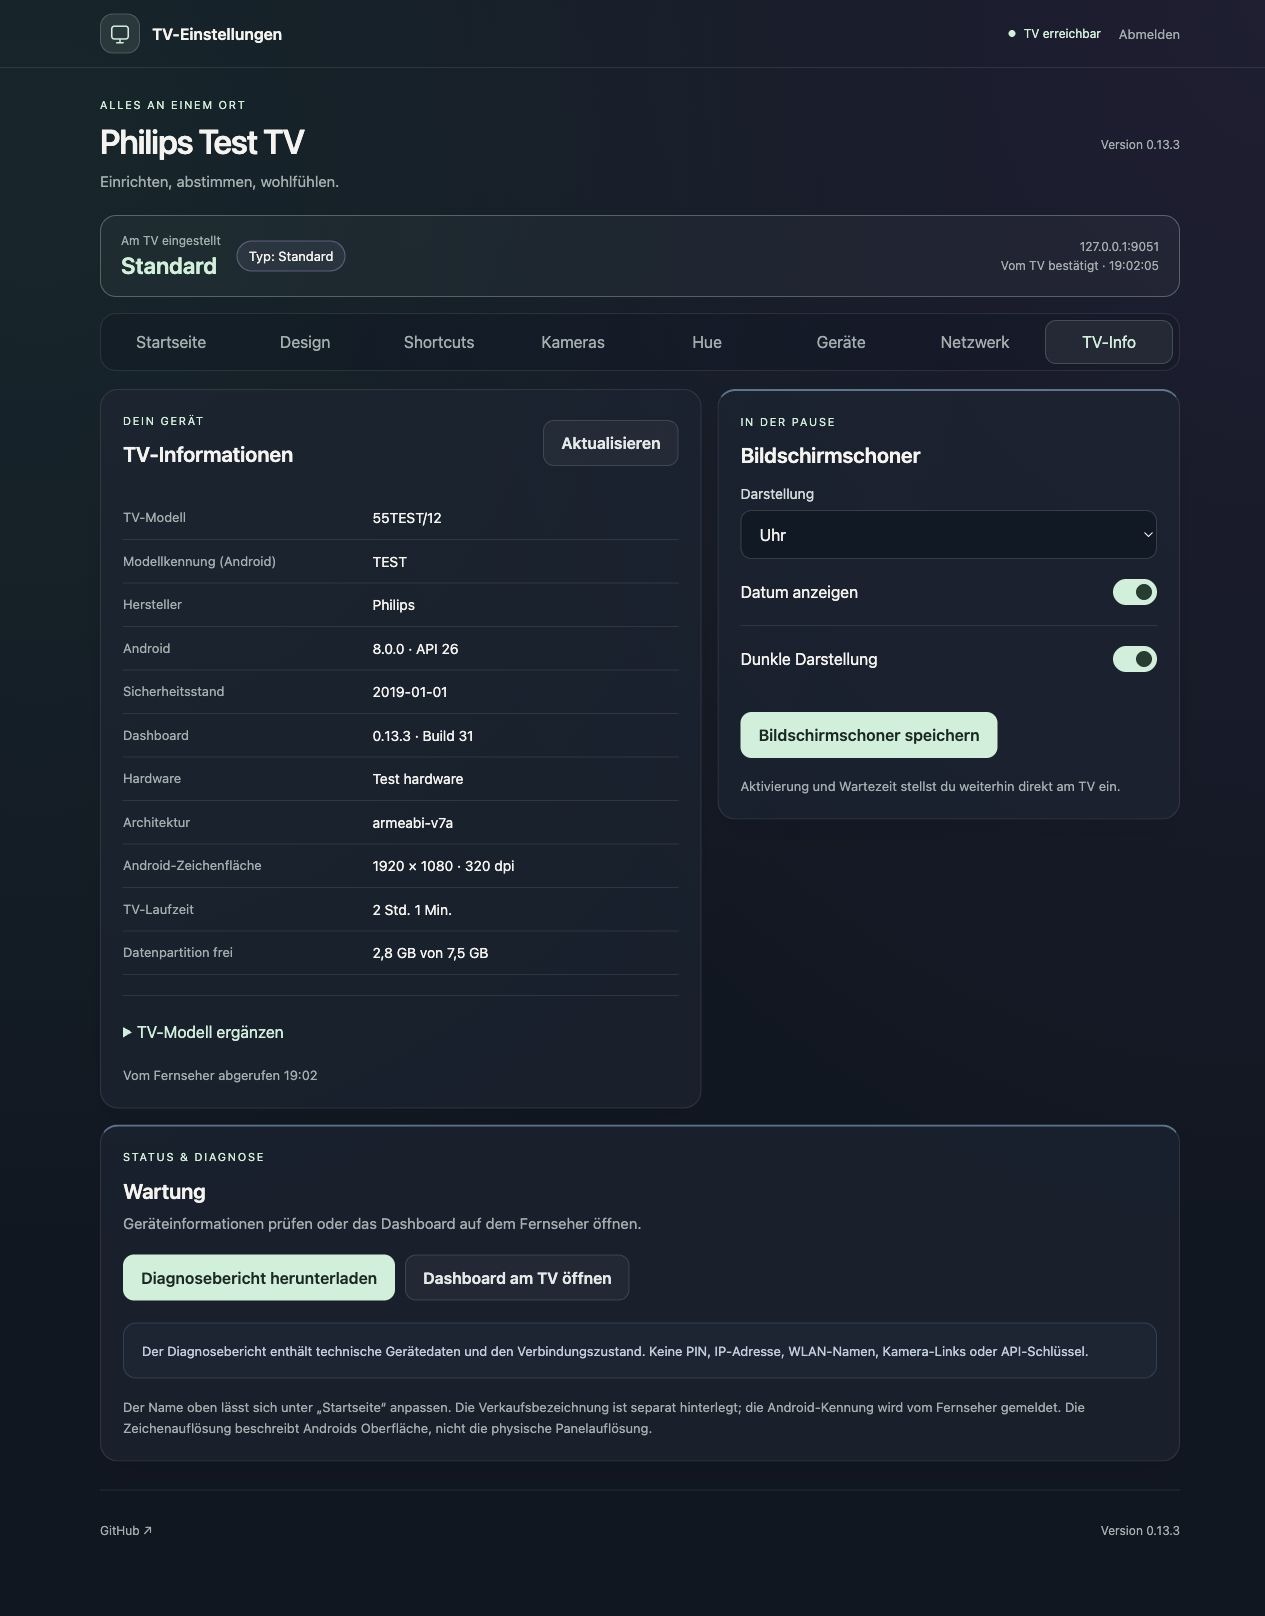 TV-Einstellungen
TV erreichbar
Abmelden
ALLES AN EINEM ORT
Philips Test TV
Version 0.13.3
Einrichten, abstimmen, wohlfühlen.
Am TV eingestellt
Standard
Typ: Standard
127.0.0.1:9051
Vom TV bestätigt · 19:02:05
Startseite
Design
Shortcuts
Kameras
Hue
Geräte
Netzwerk
TV-Info
DEIN GERÄT
TV-Informationen
Aktualisieren
TV-Modell 55TEST/12
Modellkennung (Android) TEST
Hersteller Philips
Android 8.0.0 · API 26
Sicherheitsstand 2019-01-01
Dashboard 0.13.3 · Build 31
Hardware Test hardware
Architektur armeabi-v7a
Android-Zeichenfläche 1920 × 1080 · 320 dpi
TV-Laufzeit 2 Std. 1 Min.
Datenpartition frei 2,8 GB von 7,5 GB
TV-Modell ergänzen
Vom Fernseher abgerufen 19:02
IN DER PAUSE
Bildschirmschoner
Darstellung
Uhr
Datum anzeigen
Dunkle Darstellung
Bildschirmschoner speichern
Aktivierung und Wartezeit stellst du weiterhin direkt am TV ein.
STATUS & DIAGNOSE
Wartung
Geräteinformationen prüfen oder das Dashboard auf dem Fernseher öffnen.
Diagnosebericht herunterladen
Dashboard am TV öffnen
Der Diagnosebericht enthält technische Gerätedaten und den Verbindungszustand. Keine PIN, IP-Adresse, WLAN-Namen, Kamera-Links oder API-Schlüssel.
Der Name oben lässt sich unter „Startseite“ anpassen. Die Verkaufsbezeichnung ist separat hinterlegt; die Android-Kennung wird vom Fernseher gemeldet. Die
Zeichenauflösung beschreibt Androids Oberfläche, nicht die physische Panelauflösung.
GitHub ↗
Version 0.13.3